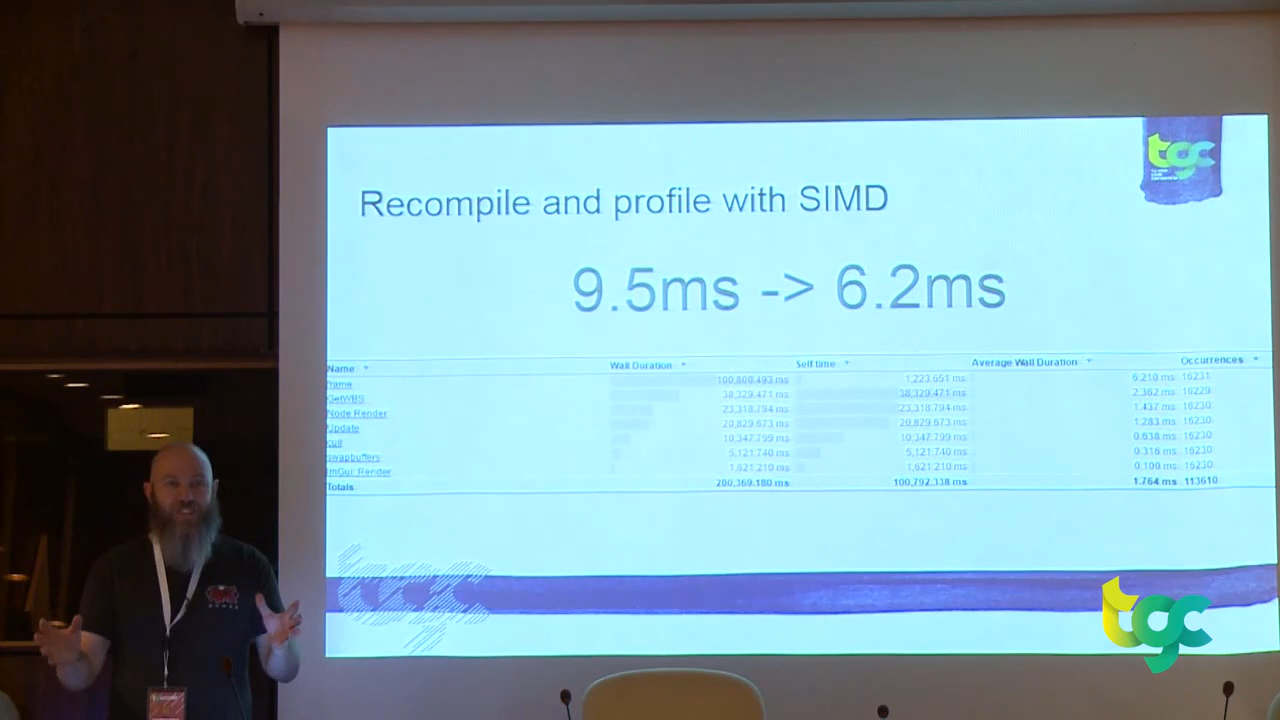 tgc
Recompile and profile with SIMD
9.5ms -> 6.2ms
Name Wall Duration Self time Average Wall Duration Occurrences
frame 100,800.493 ms 1,223.651 ms 6.210 ms 16231
GetWBS 38,329.471 ms 38,329.471 ms 2.362 ms 16229
Node Render 23,318.794 ms 23,318.794 ms 1.437 ms 16230
Update 20,829.673 ms 20,829.673 ms 1.283 ms 16230
cull 10,347.799 ms 10,347.799 ms 0.638 ms 16230
swapbuffers 5,121.740 ms 5,121.740 ms 0.316 ms 16230
ImGui::Render 1,621.210 ms 1,621.210 ms 0.100 ms 16230
Totals 200,369.180 ms 100,792.338 ms 1.764 ms 113610
tgc
tgc